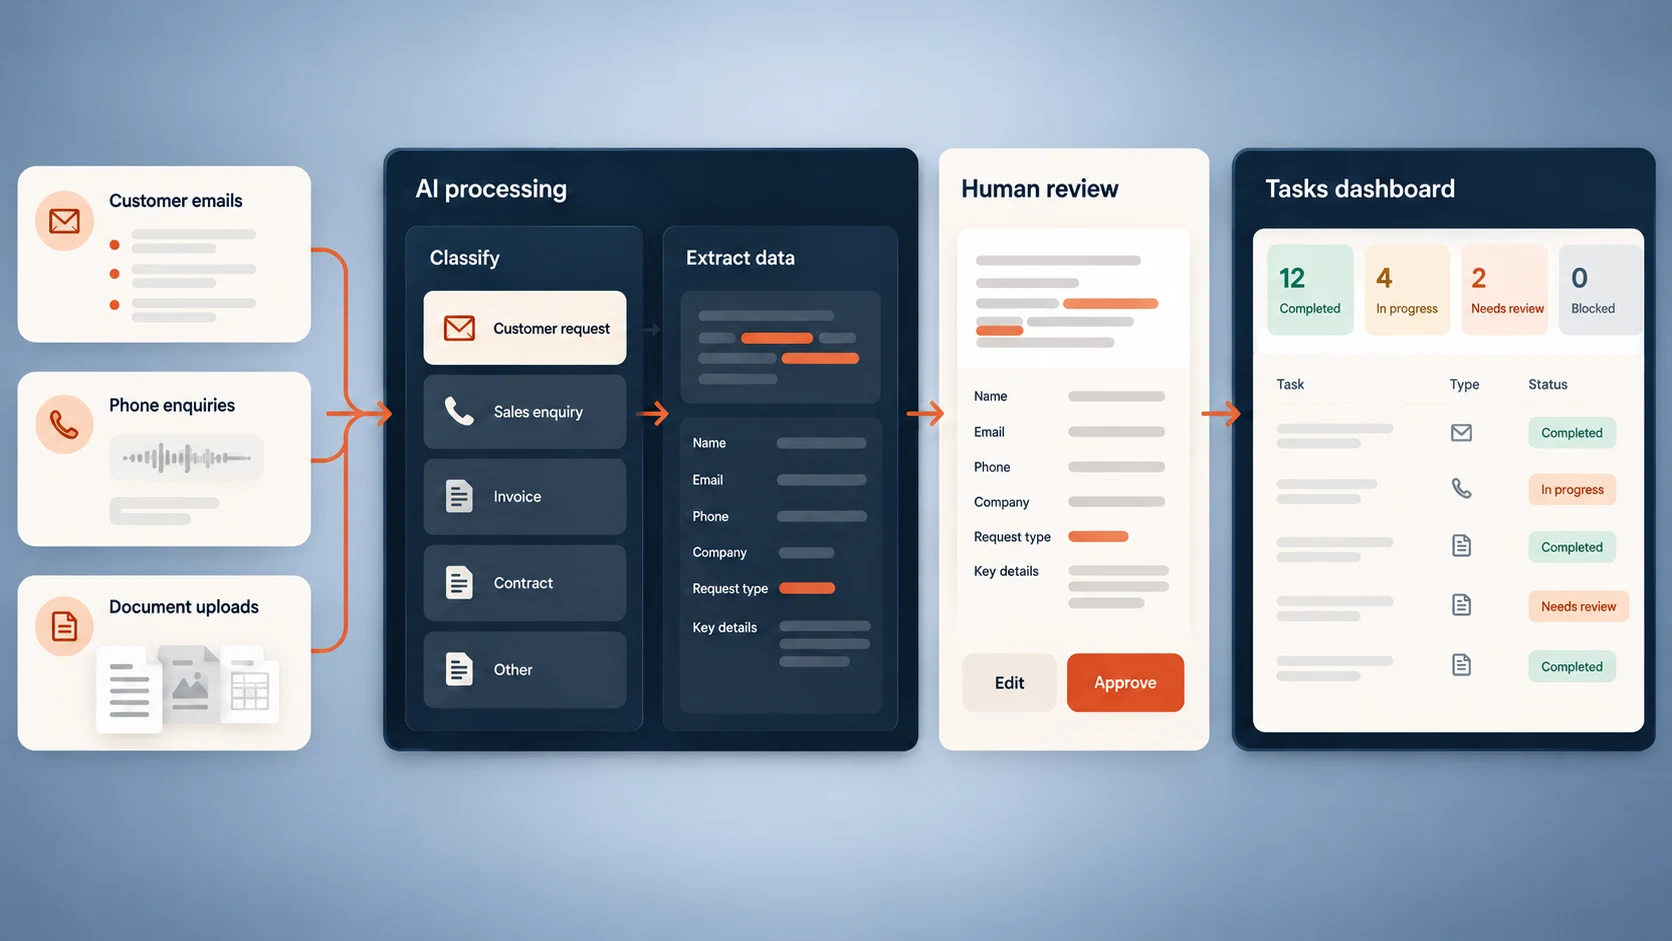 Customer emails
Phone enquiries
Document uploads
AI processing
Classify
Customer request
Sales enquiry
Invoice
Contract
Other
Extract data
Name
Email
Phone
Company
Request type
Key details
Human review
Name
Email
Phone
Company
Request type
Key details
Edit
Approve
Tasks dashboard
12
Completed
4
In progress
2
Needs review
0
Blocked
Task Type Status
Completed
In progress
Completed
Needs review
Completed